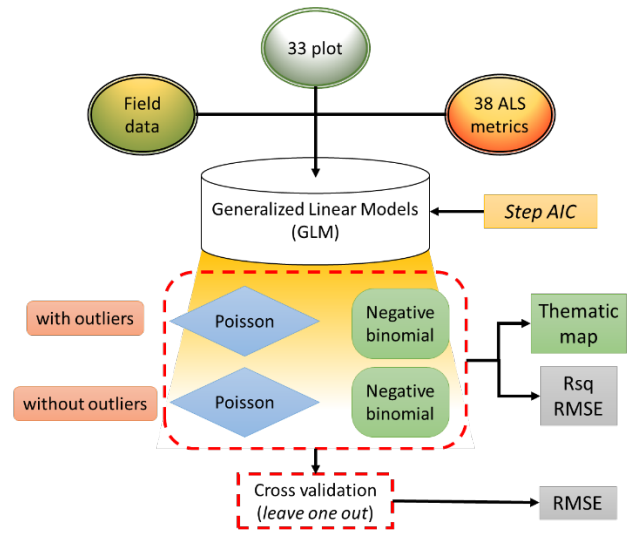 33 plot
Field
data
38 ALS
metrics
Generalized Linear Models
(GLM)
Step AIC
with outliers
Poisson
Negative
binomial
Thematic
map
without outliers
Poisson
Negative
binomial
Rsq
RMSE
Cross validation
(leave one out)
RMSE